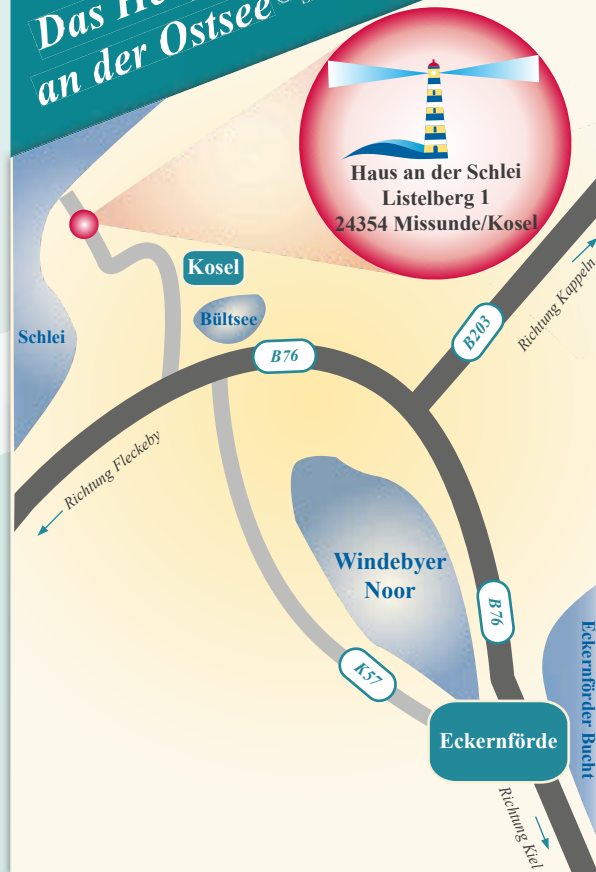 Das
an der Ostsee
Haus an der Schlei
Listelberg 1
24354 Missunde/Kosel
Kosel
Bültsee
Schlei
B76
B203
Richtung Kappeln
Richtung Fleckeby
Windebyer
Noor
B76
K57
Eckernförder Bucht
Eckernförde
Richtung Kiel